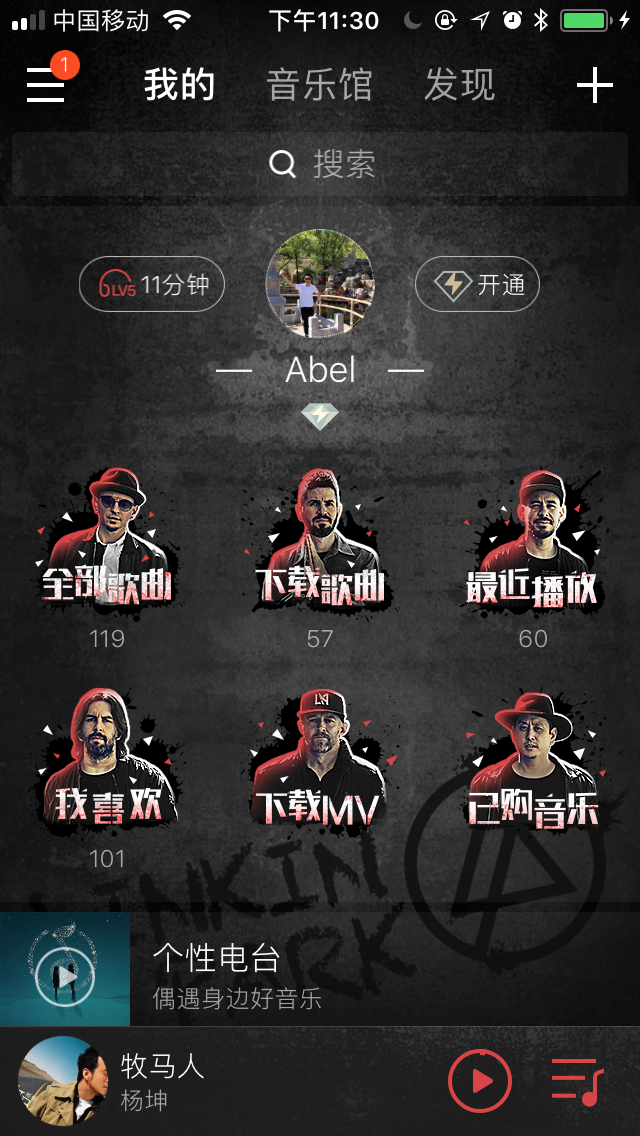 中国移动
下午11:30
1
我的
音乐馆
发现
搜索
LV5 11分钟
开通
Abel
全部歌曲
下载歌曲
最近播放
119
57
60
我喜欢
下载MV
已购音乐
101
LINKIN
PARK
个性电台
偶遇身边好音乐
牧马人
杨坤